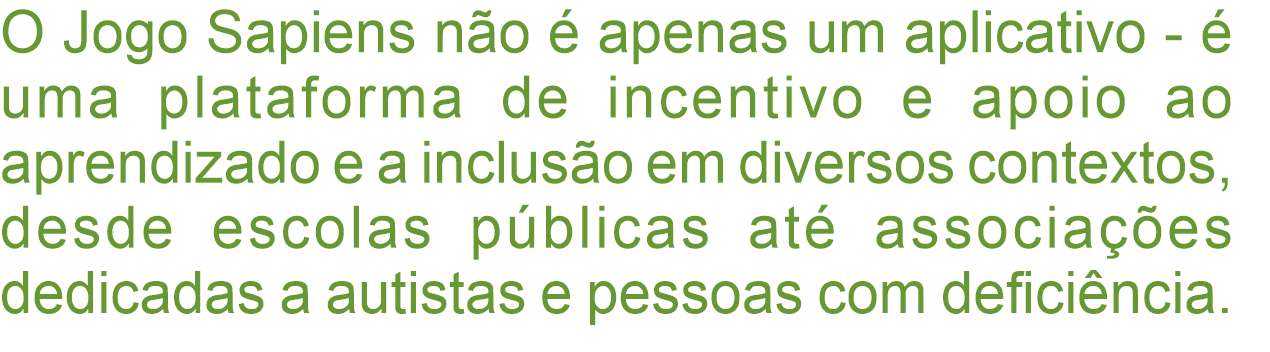 O Jogo Sapiens não é apenas um aplicativo - é
uma plataforma de incentivo e apoio ao
aprendizado e a inclusão em diversos contextos,
desde escolas públicas até associações
dedicadas a autistas e pessoas com deficiência.